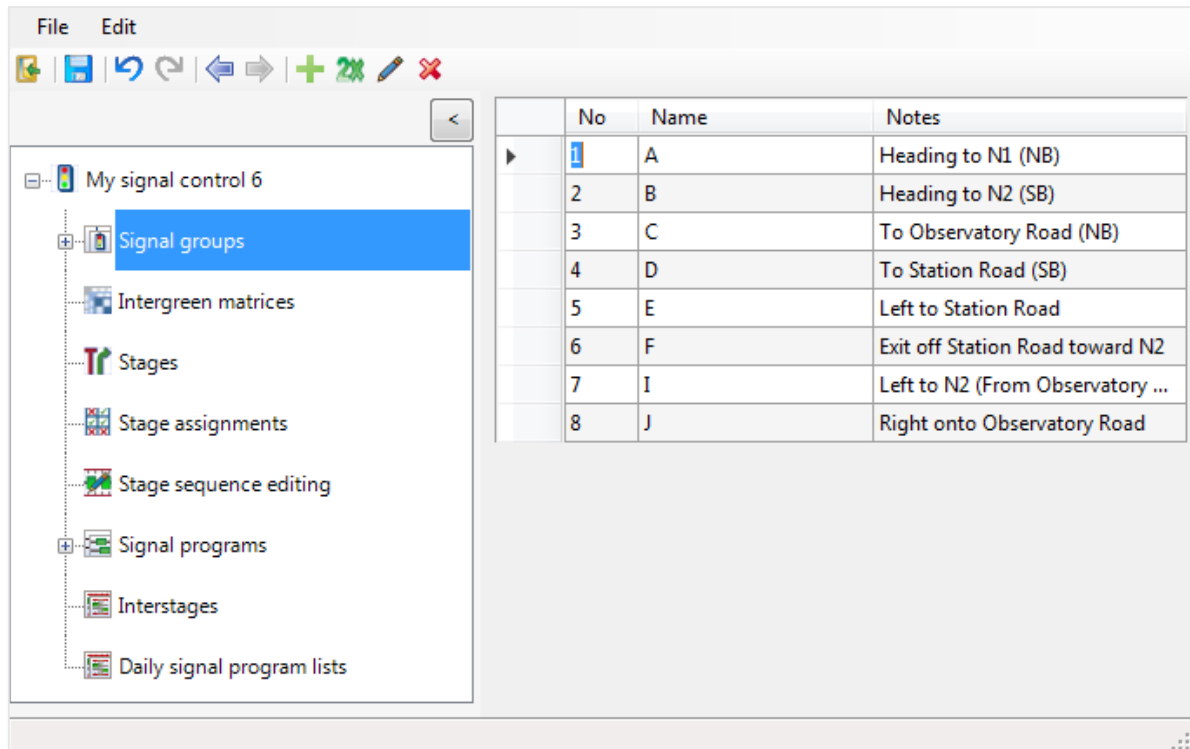 File Edit
2X
<
My signal control 6
Signal groups
Intergreen matrices
Stages
Stage assignments
Stage sequence editing
Signal programs
Interstages
Daily signal program lists
No Name Notes
1 A Heading to N1 (NB)
2 B Heading to N2 (SB)
3 C To Observatory Road (NB)
4 D To Station Road (SB)
5 E Left to Station Road
6 F Exit off Station Road toward N2
7 I Left to N2 (From Observatory ...
8 J Right onto Observatory Road